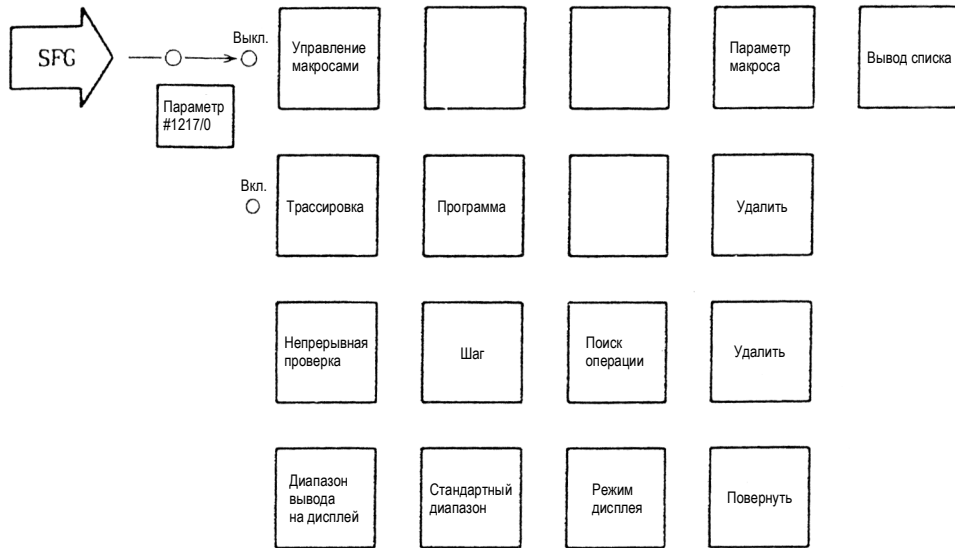 SFG
Выкл.
Управление
макросами
Параметр
макроса
Вывод списка
Параметр
#1217/0
Вкл.
Трассировка
Программа
Удалить
Непрерывная
проверка
Шаг
Поиск
операции
Удалить
Диапазон
вывода
на дисплей
Стандартный
диапазон
Режим
дисплея
Повернуть